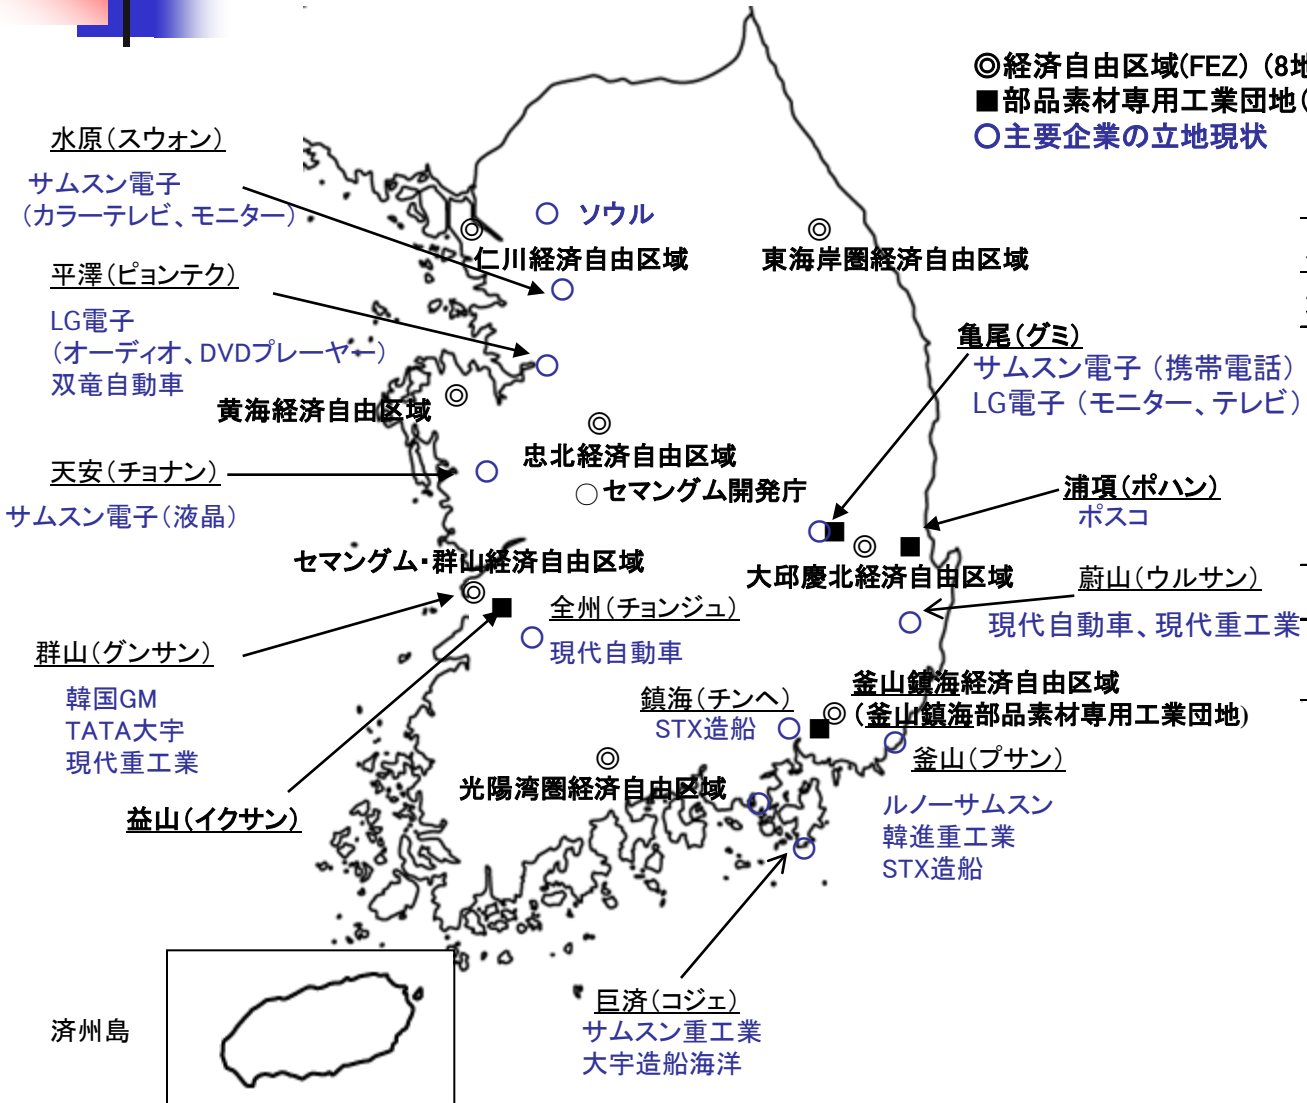 ◎経済自由区域(FEZ) (8地
■部品素材専用工業団地(
○主要企業の立地現状
水原(スウォン)
サムスン電子
(カラーテレビ、モニター)
ソウル
仁川経済自由区域
東海岸圏経済自由区域
平澤(ピョンテク)
LG電子
(オーディオ、DVDプレーヤー)
双竜自動車
亀尾(グミ)
サムスン電子 (携帯電話)
LG電子 (モニター、テレビ)
黄海経済自由区域
忠北経済自由区域
セマングム開発庁
天安(チョナン)
サムスン電子(液晶)
浦項(ポハン)
ポスコ
セマングム・群山経済自由区域
大邱慶北経済自由区域
蔚山(ウルサン)
現代自動車、現代重工業
全州(チョンジュ)
現代自動車
群山(グンサン)
韓国GM
TATA大宇
現代重工業
鎮海(チンヘ)
STX造船
釜山鎮海経済自由区域
(釜山鎮海部品素材専用工業団地)
釜山(プサン)
ルノーサムスン
韓進重工業
STX造船
光陽湾圏経済自由区域
益山(イクサン)
巨済(コジェ)
サムスン重工業
大宇造船海洋
済州島